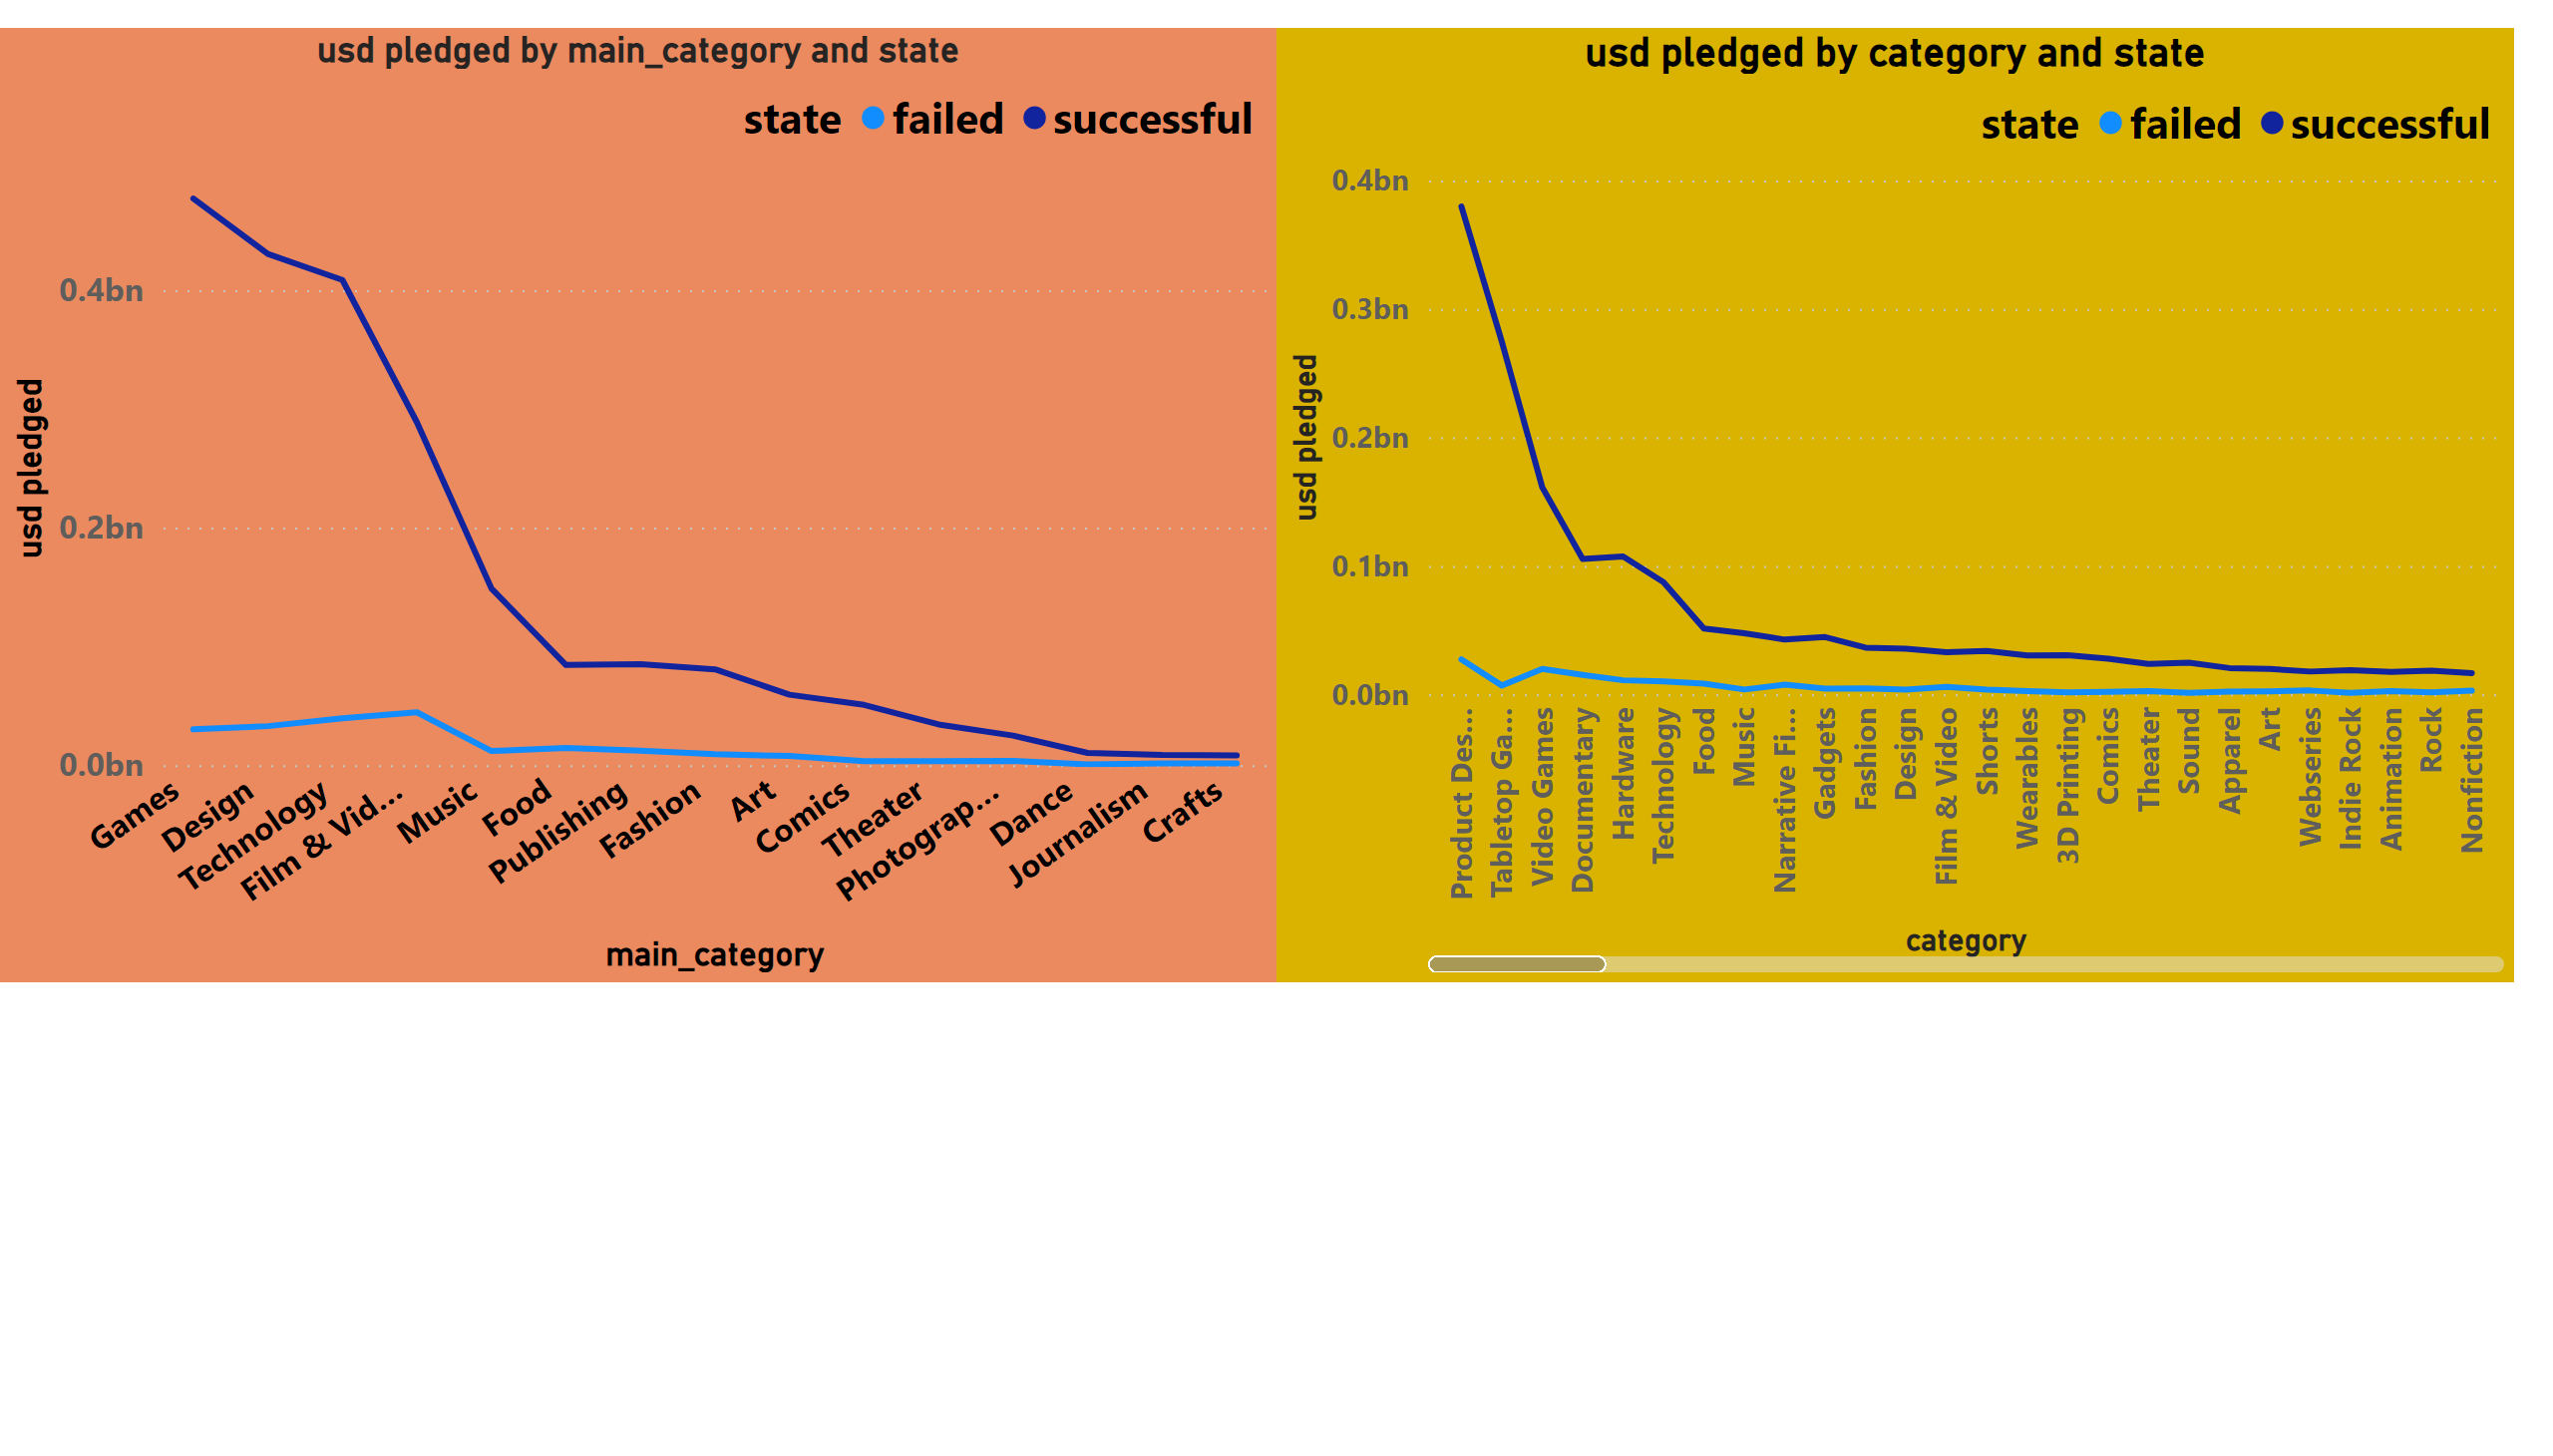 usd pledged by main_category and state
state failed successful
usd pledged
0.4bn
0.2bn
0.0bn
Games
Design
Technology
Film & Vid...
Music
Food
Publishing
Fashion
Art
Comics
Theater
Photograp...
Dance
Journalism
Crafts
main_category
usd pledged by category and state
state failed successful
usd pledged
0.4bn
0.3bn
0.2bn
0.1bn
0.0bn
Product Des...
Tabletop Ga...
Video Games
Documentary
Hardware
Technology
Food
Music
Narrative Fi...
Gadgets
Fashion
Design
Film & Video
Shorts
Wearables
3D Printing
Comics
Theater
Sound
Apparel
Art
Webseries
Indie Rock
Animation
Rock
Nonfiction
category